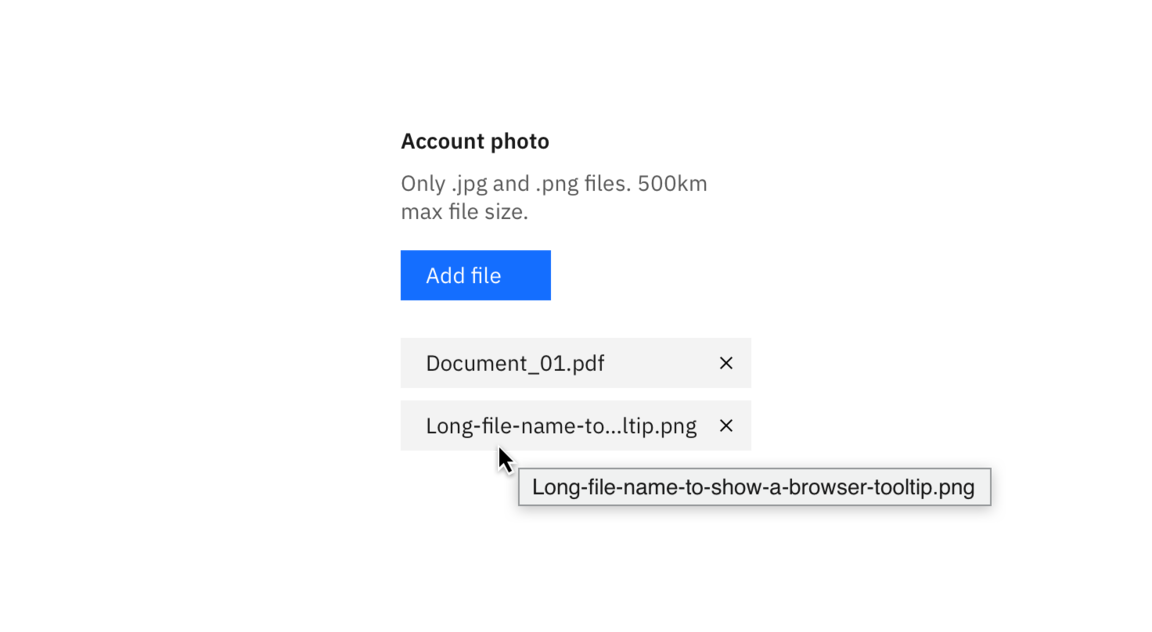 Account photo
Only .jpg and .png files. 500km
max file size.
Add file
Document_01.pdf
Long-file-name-to...ltip.png
Long-file-name-to-show-a-browser-tooltip.png